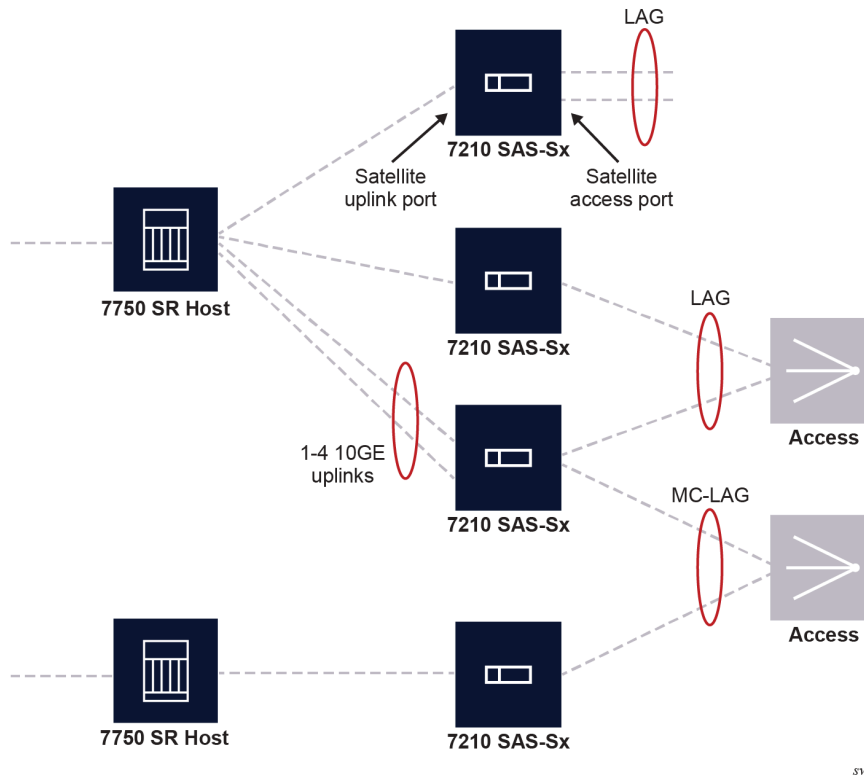 LAG
7210 SAS-Sx
Satellite
uplink port
Satellite
access port
7750 SR Host
7210 SAS-Sx
LAG
Access
1-4 10GE
uplinks
7210 SAS-Sx
MC-LAG
Access
7750 SR Host
7210 SAS-Sx